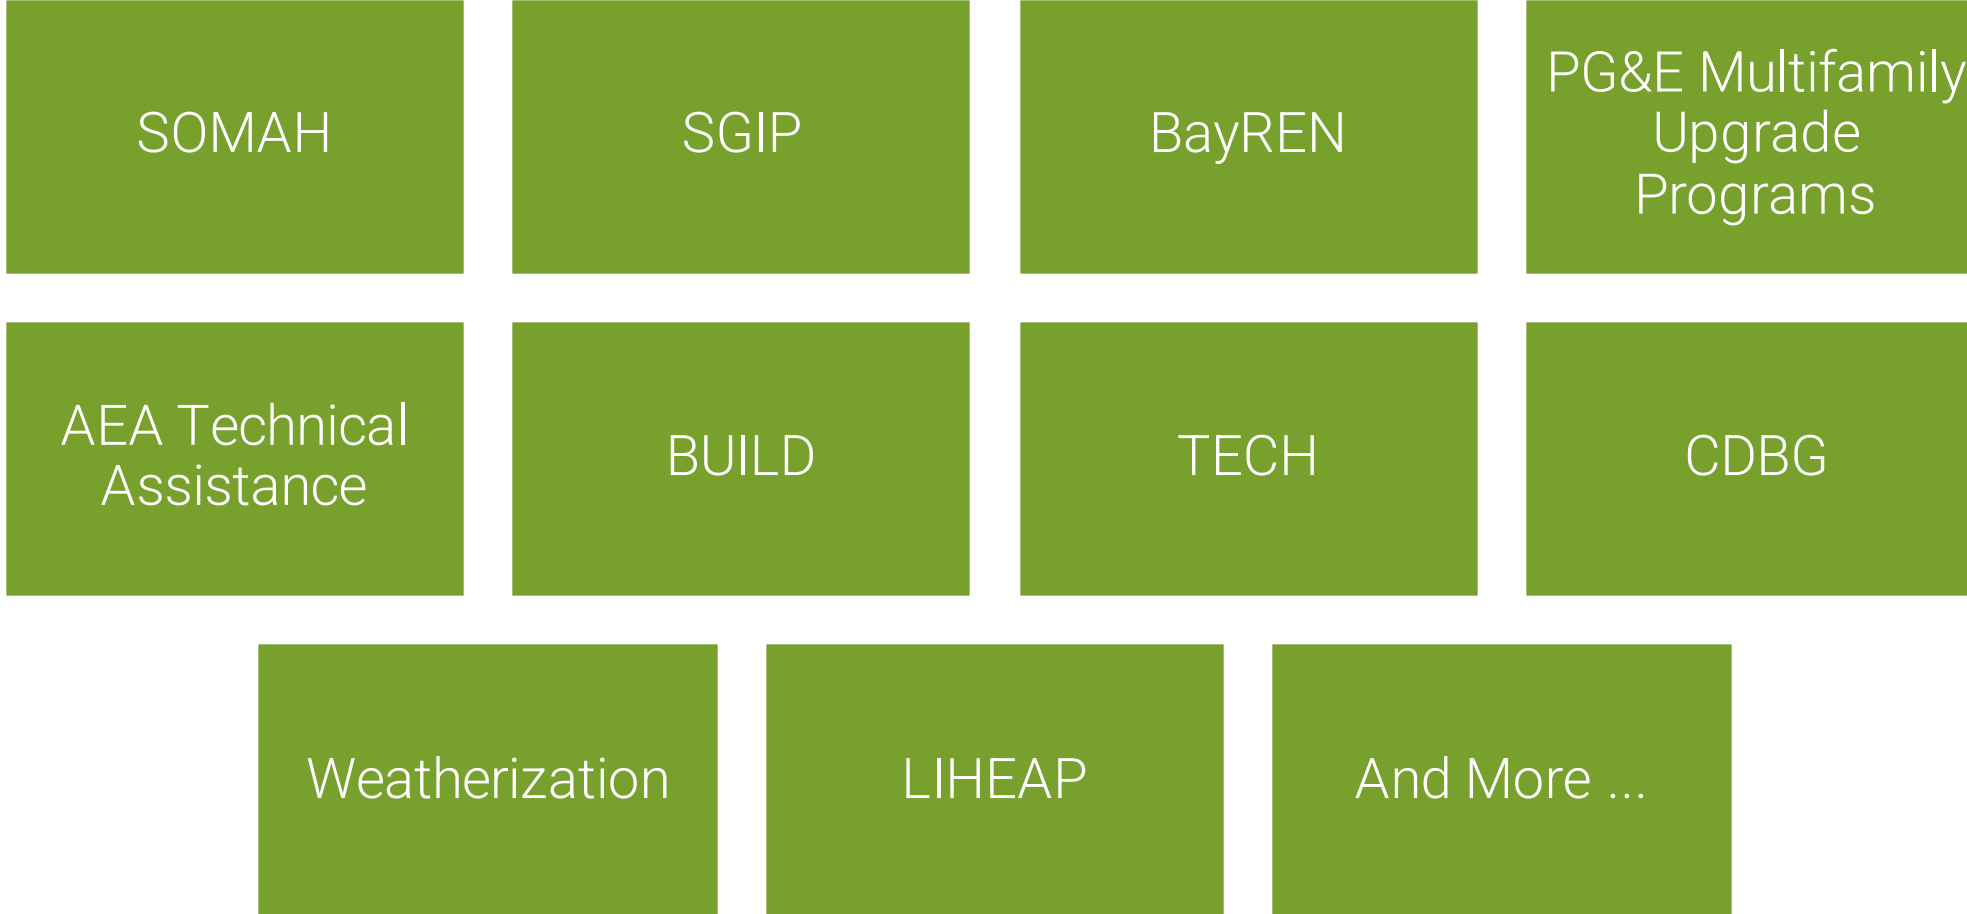 SOMAH
SGIP
BayREN
PG&E Multifamily
Upgrade
Programs
AEA Technical
Assistance
BUILD
TECH
CDBG
Weatherization
LIHEAP
And More ...